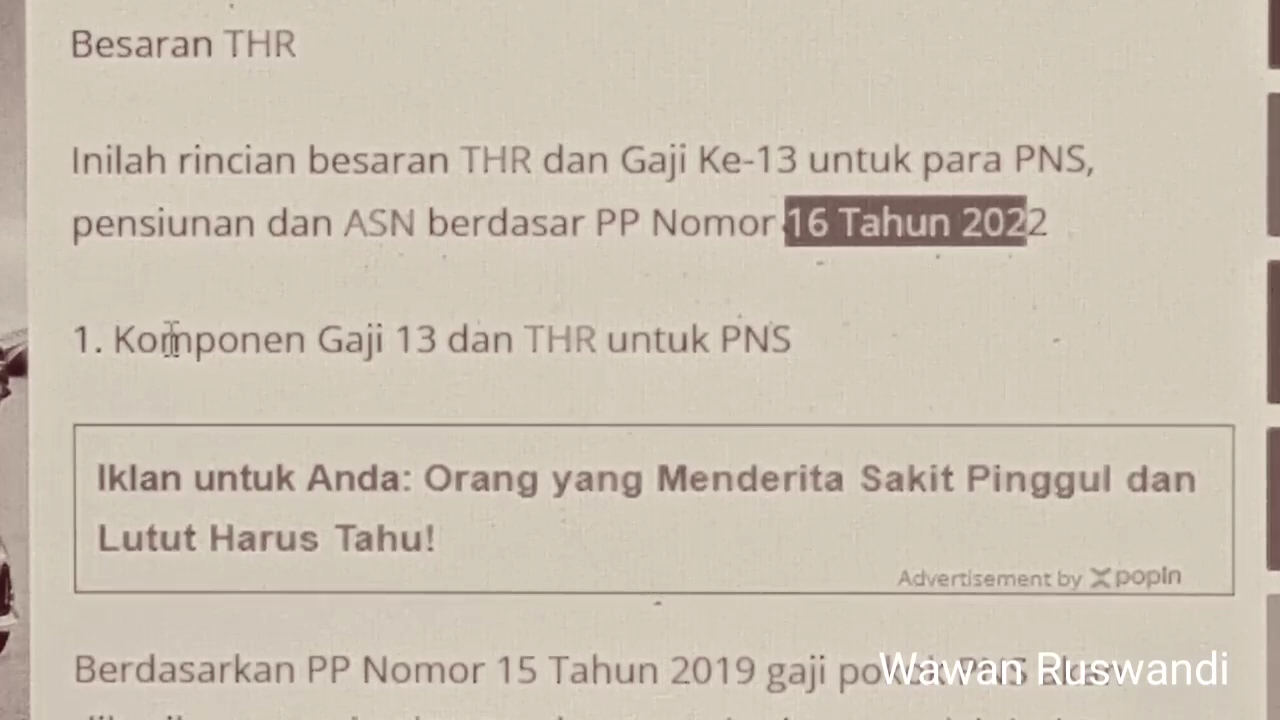 Besaran THR
Inilah rincian besaran THR dan Gaji Ke-13 untuk para PNS,
pensiunan dan ASN berdasar PP Nomor 16 Tahun 2022
1. Komponen Gaji 13 dan THR untuk PNS
Iklan untuk Anda: Orang yang Menderita Sakit Pinggul dan
Lutut Harus Tahu!
Advertisement by popin
Berdasarkan PP Nomor 15 Tahun 2019 gaji
Wawan Ruswandi